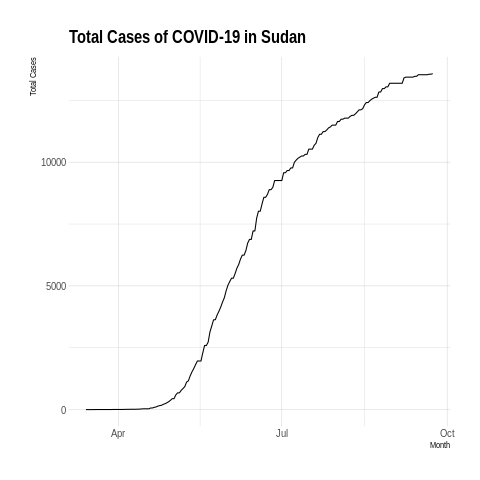 Total Cases of COVID-19 in Sudan
Total Cases
10000
5000
0
Apr
Jul
Oct
Month